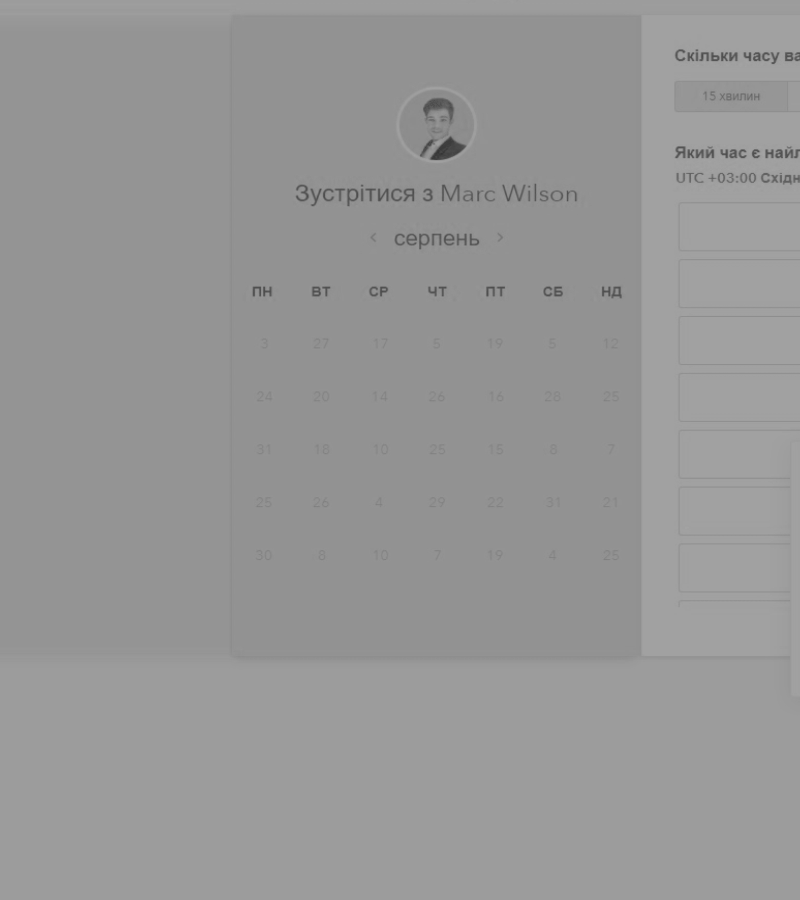 Зустрітися з Marc Wilson
‹ серпень ›
ПН ВТ СР ЧТ ПТ СБ НД
3 27 17 5 19 5 12
24 20 14 26 16 28 25
31 18 10 25 15 8 7
25 26 4 29 22 31 21
30 8 10 7 19 4 25
Скільки часу ва
15 хвилин
Який час є найл
UTC +03:00 Східн